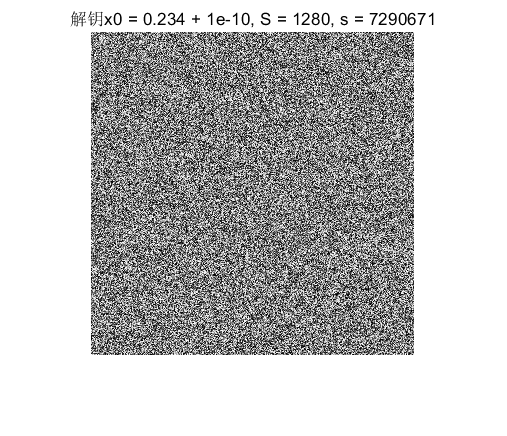 解钥x0 = 0.234 + 1e-10, S = 1280, s = 7290671